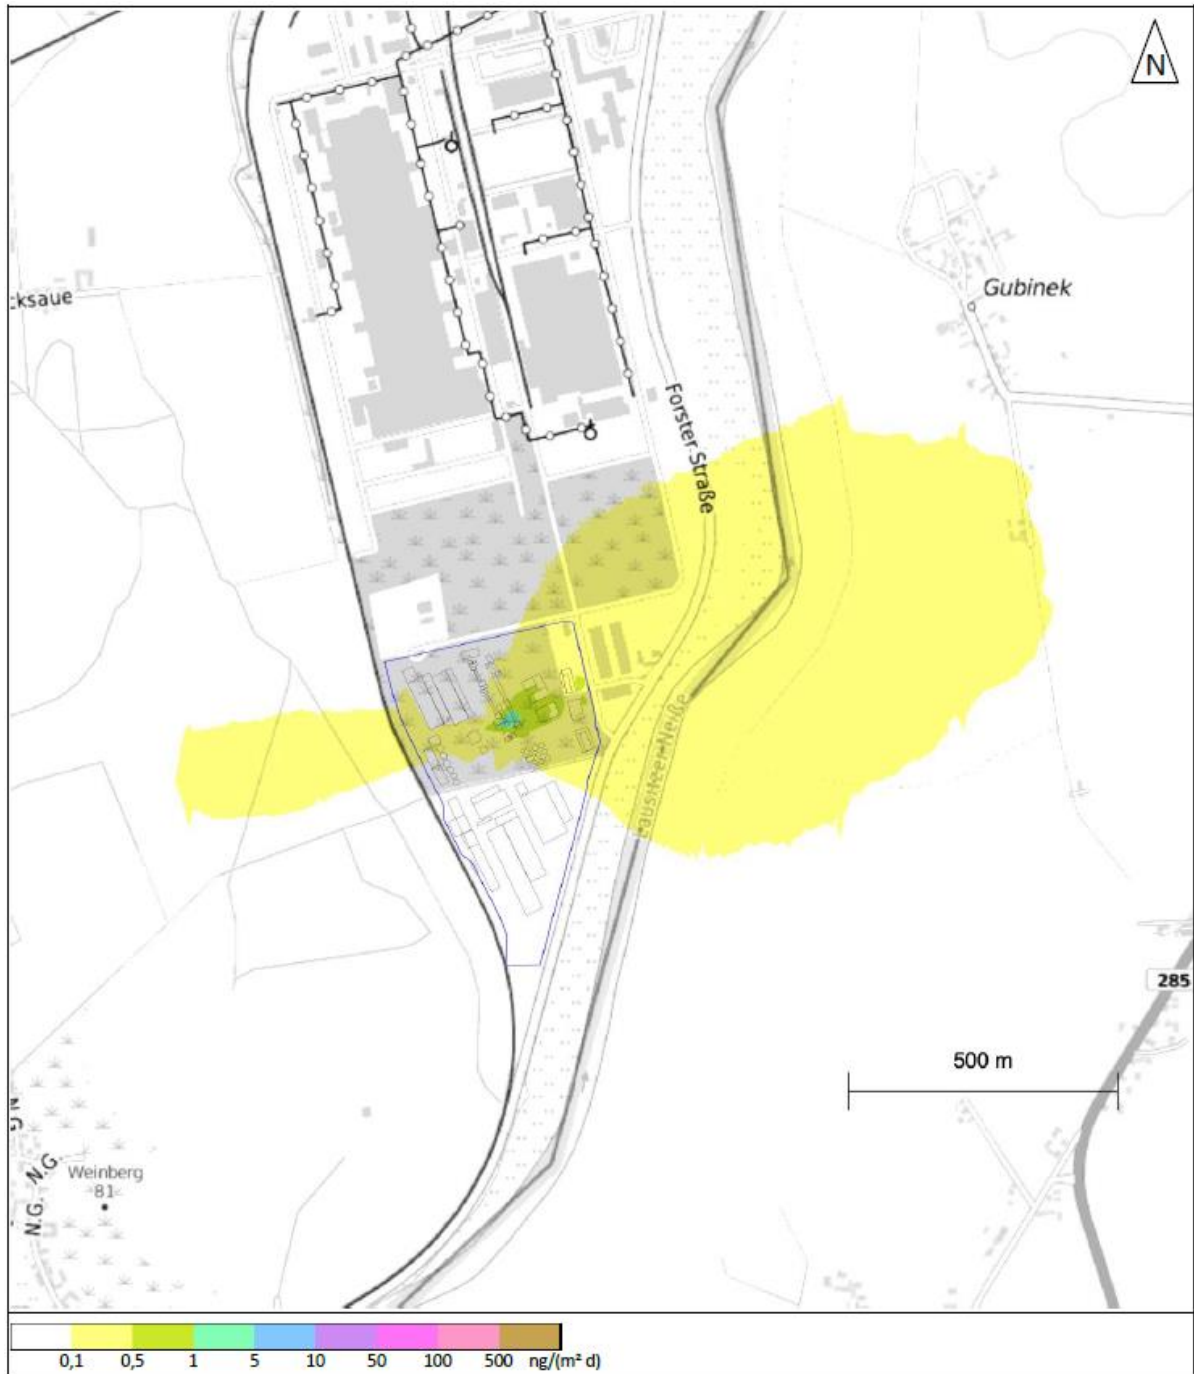 N
cksaue
Gubinek
Forster Straße
Lausitzer Neiße
285
500 m
Weinberg
81
N.G.
N.G.
0,1 0,5 1 5 10 50 100 500 ng/(m² d)